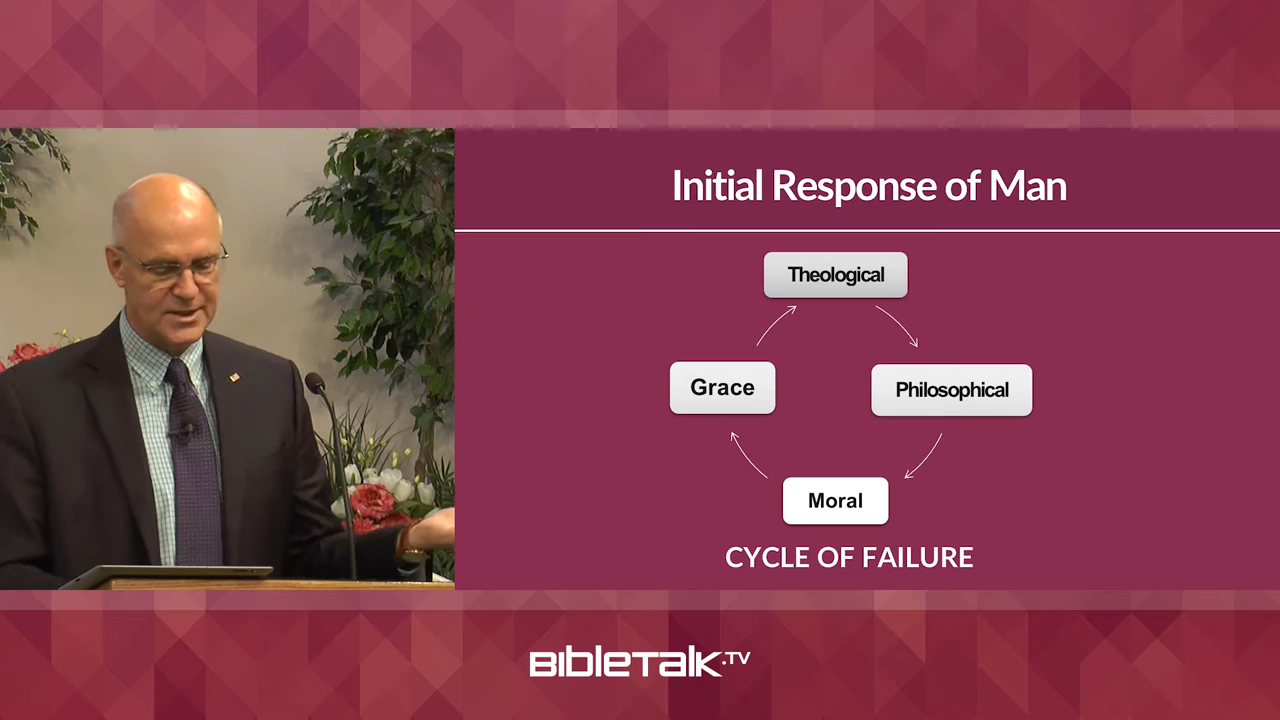 Initial Response of Man
Theological
Grace
Philosophical
Moral
CYCLE OF FAILURE
BibleTalk.TV